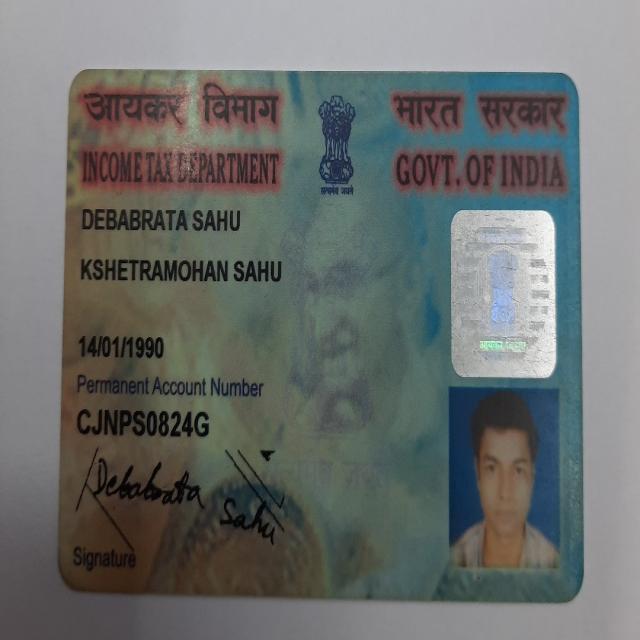 आयकर विभाग
भारत सरकार
INCOME TAX DEPARTMENT
GOVT. OF INDIA
सत्यमेव जयते
DEBABRATA SAHU
KSHETRAMOHAN SAHU
14/01/1990
Permanent Account Number
CJNPS0824G
Debabrata Sahu
Signature